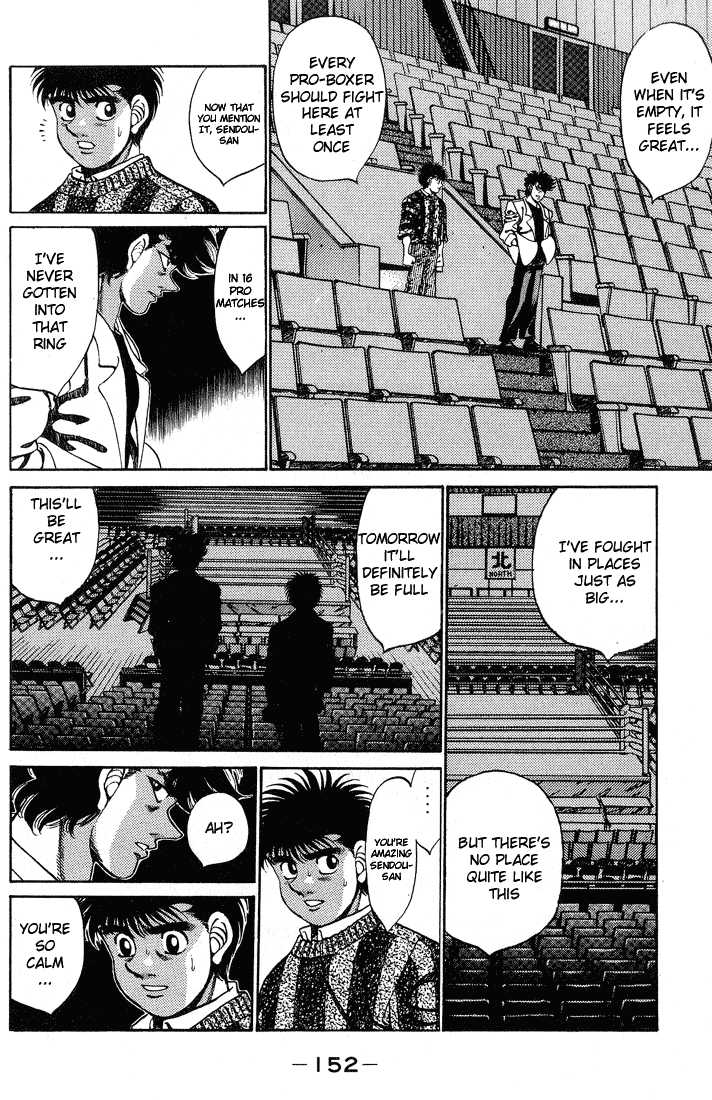 EVEN
WHEN IT'S
EMPTY, IT
FEELS
GREAT...
EVERY
PRO-BOXER
SHOULD FIGHT
HERE AT
LEAST
ONCE
NOW THAT
YOU MENTION
IT, SENDOU-
SAN
IN 16
PRO
MATCHES
...
I'VE
NEVER
GOTTEN
INTO
THAT
RING
I'VE FOUGHT
IN PLACES
JUST AS
BIG...
北
NORTH
BUT THERE'S
NO PLACE
QUITE LIKE
THIS
TOMORROW
IT'LL
DEFINITELY
BE FULL
THIS'LL
BE
GREAT
...
....
YOU'RE
AMAZING
SENDOU-
SAN
AH?
YOU'RE
SO
CALM
...
-152-